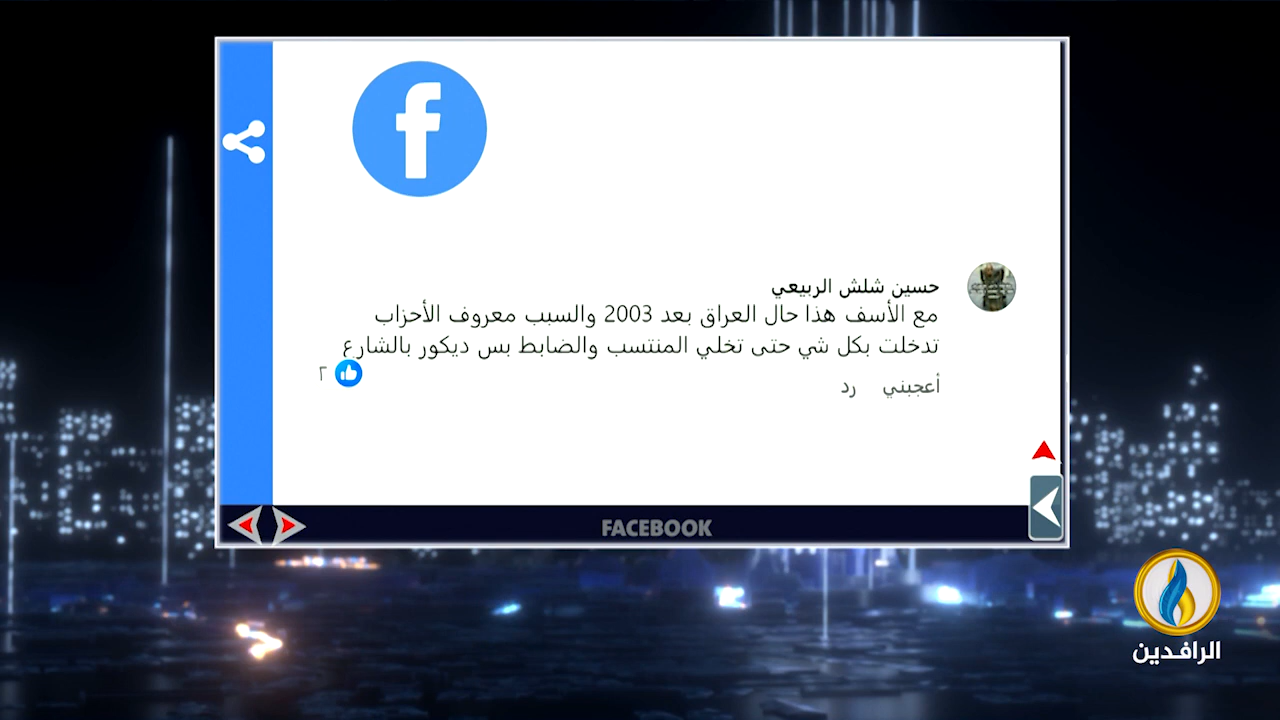 حسين شلش الربيعي
مع الأسف هذا حال العراق بعد 2003 والسبب معروف الأحزاب
تدخلت بكل شي حتى تخلي المنتسب والضابط بس ديكور بالشارع
٢
أعجبني رد
FACEBOOK
الرافدين